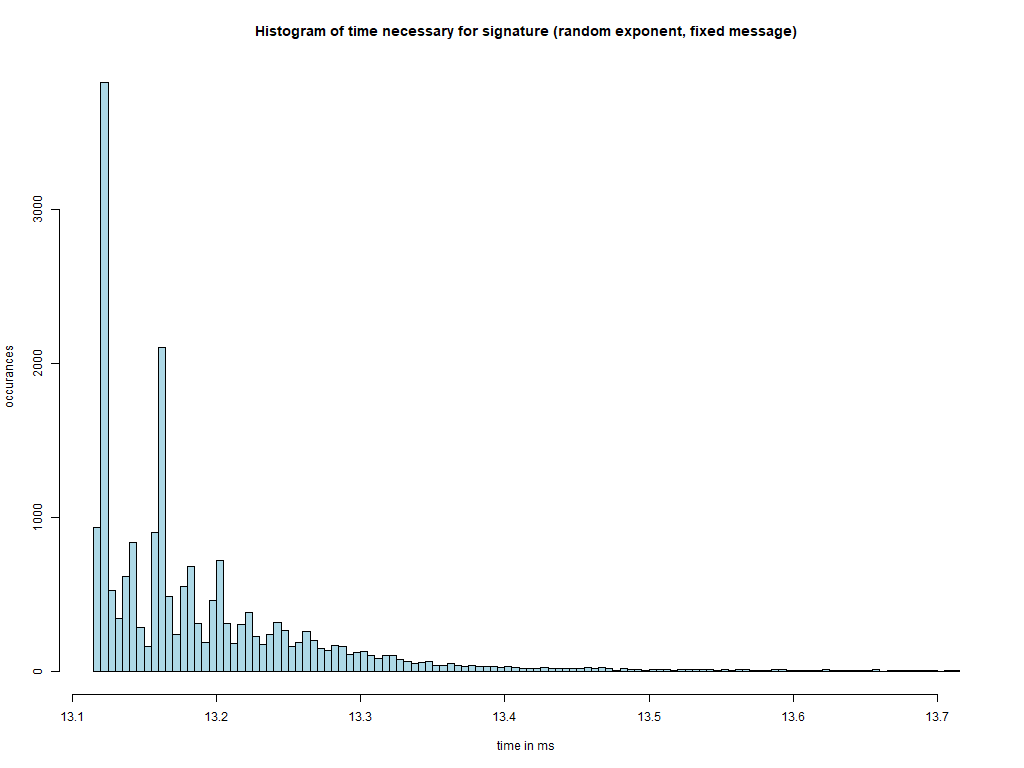 Histogram of time necessary for signature (random exponent, fixed message)
occurances
3000
2000
1000
0
13.1 13.2 13.3 13.4 13.5 13.6 13.7
time in ms